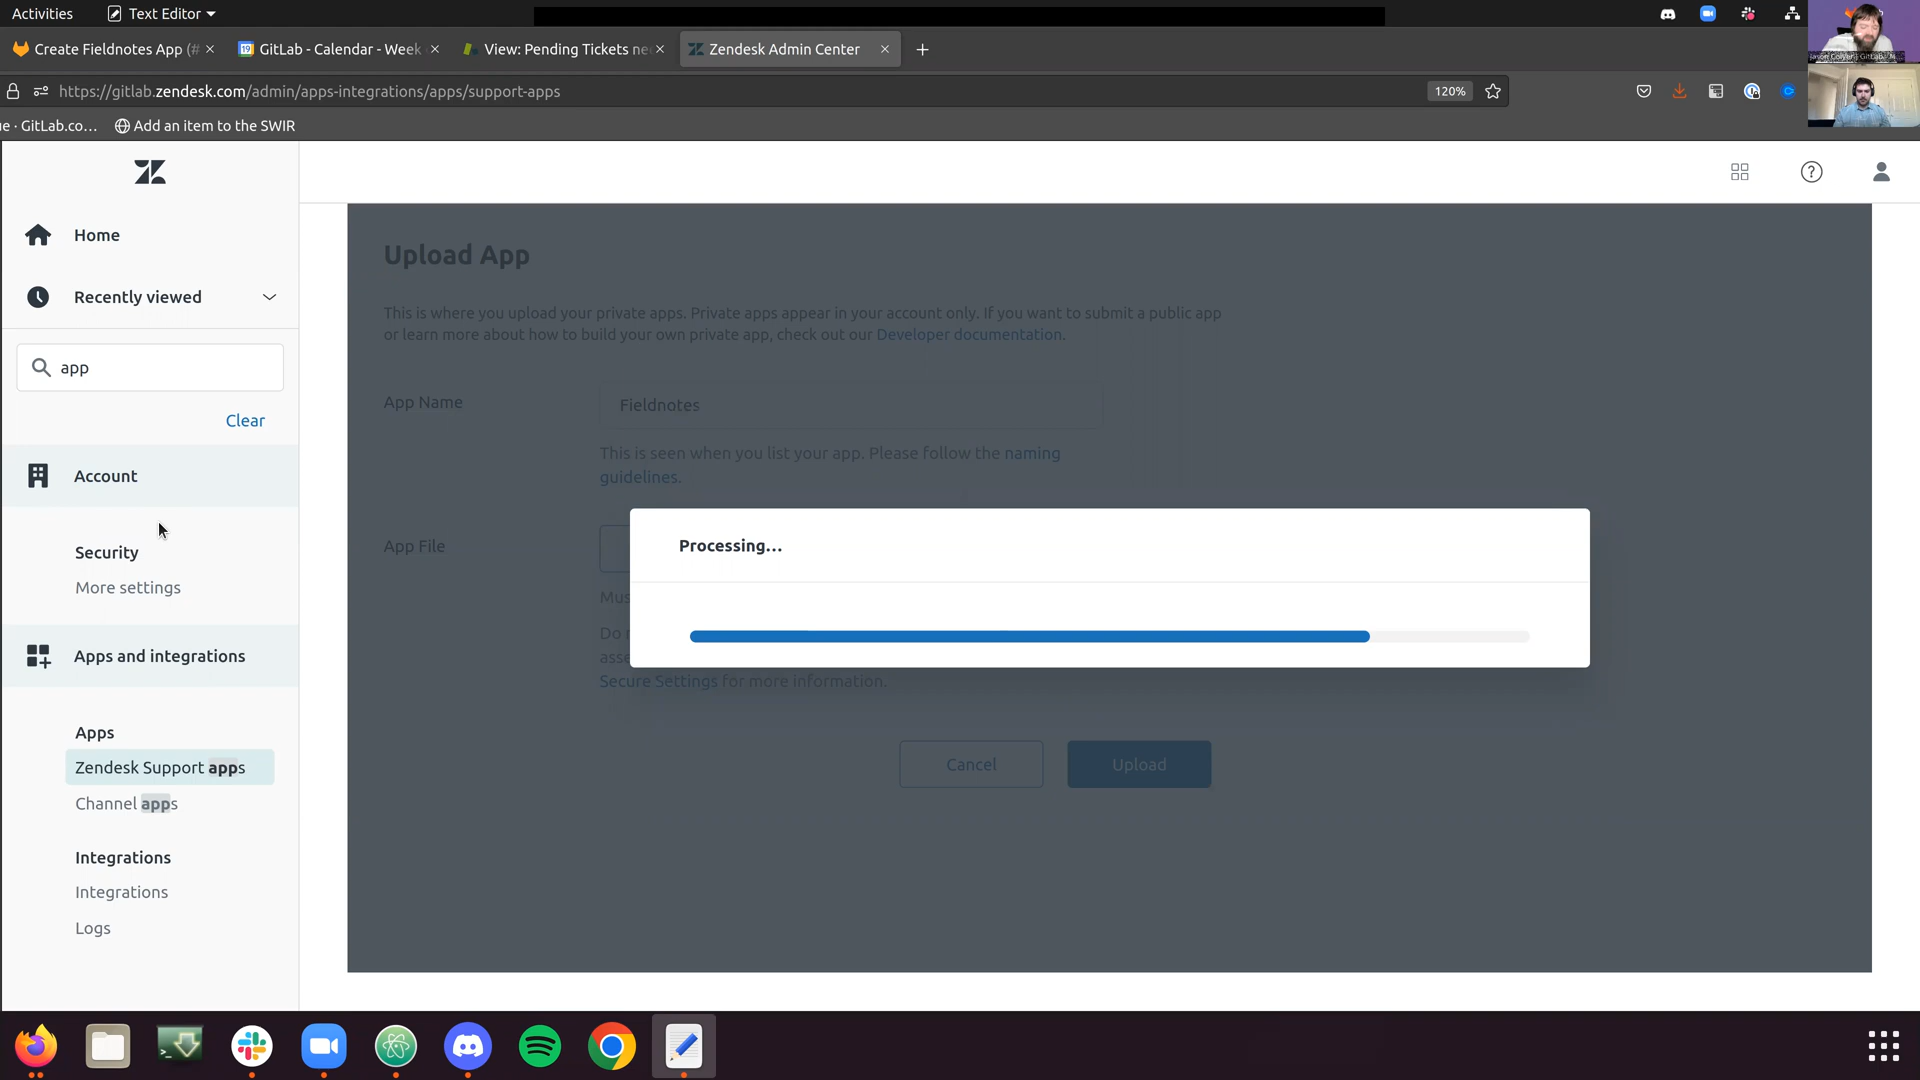 Activities
Text Editor
Create Fieldnotes App (#
GitLab - Calendar - Week
View: Pending Tickets nee
Zendesk Admin Center
https://gitlab.zendesk.com/admin/apps-integrations/apps/support-apps
120%
e · GitLab.co…
Add an item to the SWIR
Home
Recently viewed
app
Clear
Account
Security
More settings
Apps and integrations
Apps
Zendesk Support apps
Channel apps
Integrations
Integrations
Logs
Upload App
This is where you upload your private apps. Private apps appear in your account only. If you want to submit a public app
or learn more about how to build your own private app, check out our Developer documentation.
App Name
Fieldnotes
This is seen when you list your app. Please follow the naming
guidelines.
App File
Mus
Do
asse
Secure Settings for more information.
Processing…
Cancel
Upload